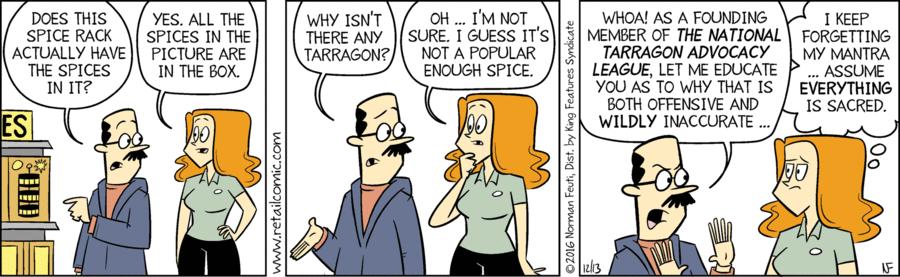 DOES THIS
SPICE RACK
ACTUALLY HAVE
THE SPICES
IN IT?
YES. ALL THE
SPICES IN THE
PICTURE ARE
IN THE BOX.
ES
www.retailcomic.com
WHY ISN'T
THERE ANY
TARRAGON?
OH ... I'M NOT
SURE. I GUESS IT'S
NOT A POPULAR
ENOUGH SPICE.
©2016 Norman Feuti, Dist. by King Features Syndicate
WHOA! AS A FOUNDING
MEMBER OF THE NATIONAL
TARRAGON ADVOCACY
LEAGUE, LET ME EDUCATE
YOU AS TO WHY THAT IS
BOTH OFFENSIVE AND
WILDLY INACCURATE ...
I KEEP
FORGETTING
MY MANTRA
... ASSUME
EVERYTHING
IS SACRED.
12/13
NF